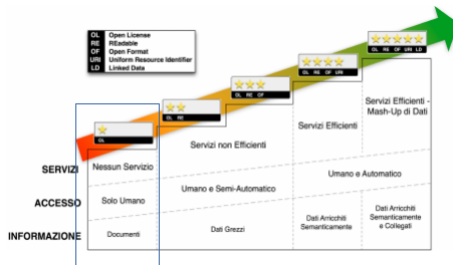 OL Open License
RE REadable
OF Open Format
URI Uniform Resource Identifier
LD Linked Data
OL
OL RE
OL RE OF
OL RE OF URI
OL RE OF URI LD
SERVIZI
Nessun Servizio
Servizi non Efficienti
Servizi Efficienti
Servizi Efficienti -
Mash-Up di Dati
ACCESSO
Solo Umano
Umano e Semi-Automatico
Umano e Automatico
INFORMAZIONE
Documenti
Dati Grezzi
Dati Arricchiti
Semanticamente
Dati Arricchiti
Semanticamente
e Collegati